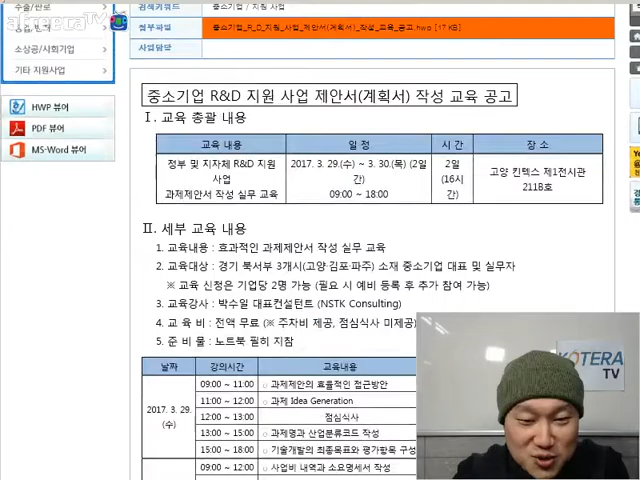 수출/판로
소상공/사회기업
기타 지원사업
HWP 뷰어
PDF 뷰어
MS-Word 뷰어
검색키워드
중소기업 / 지원 사업
첨부파일
중소기업_R_D_지원_사업_제안서(계획서)_작성_교육_공고.hwp [17 KB]
사업담당
중소기업 R&D 지원 사업 제안서(계획서) 작성 교육 공고
Ⅰ. 교육 총괄 내용
교육 내용 일 정 시 간 장 소
정부 및 지자체 R&D 지원 사업
과제제안서 작성 실무 교육
2017. 3. 29.(수) ~ 3. 30.(목) (2일간)
09:00 ~ 18:00
2일
(16시간)
고양 킨텍스 제1전시관
211B호
Ⅱ. 세부 교육 내용
1. 교육내용 : 효과적인 과제제안서 작성 실무 교육
2. 교육대상 : 경기 북서부 3개시(고양·김포·파주) 소재 중소기업 대표 및 실무자
※ 교육 신청은 기업당 2명 가능 (필요 시 예비 등록 후 추가 참여 가능)
3. 교육강사 : 박수일 대표컨설턴트 (NSTK Consulting)
4. 교 육 비 : 전액 무료 (※ 주차비 제공, 점심식사 미제공)
5. 준 비 물 : 노트북 필히 지참
날짜 강의시간 교육내용
2017. 3. 29.
(수)
09:00 ~ 11:00 ○ 과제제안의 효율적인 접근방안
11:00 ~ 12:00 ○ 과제 Idea Generation
12:00 ~ 13:00 점심식사
13:00 ~ 15:00 ○ 과제명과 산업분류코드 작성
15:00 ~ 18:00 ○ 기술개발의 최종목표와 평가항목 구성
09:00 ~ 12:00 ○ 사업비 내역과 소요명세서 작성
KOTERA
TV